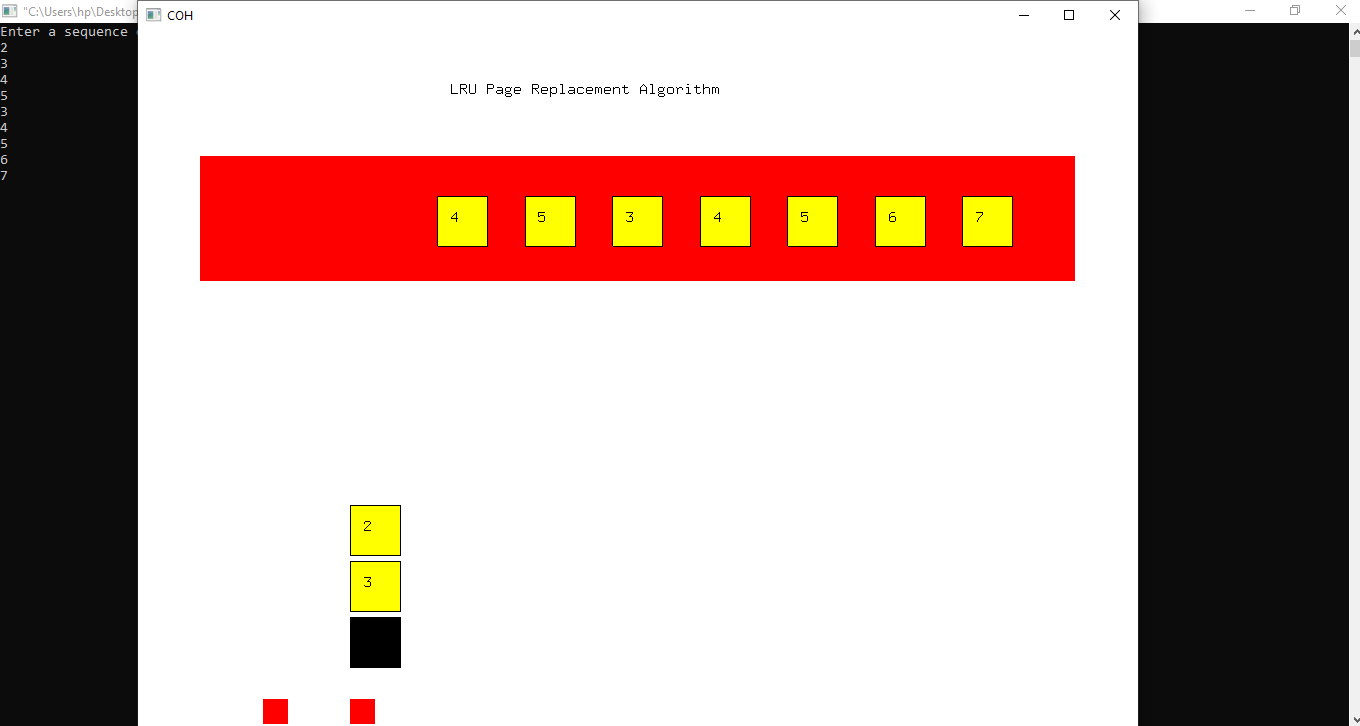 "C:\Users\hp\Desktop
COH
Enter a sequence
2
3
4
5
3
4
5
6
7
LRU Page Replacement Algorithm
4 5 3 4 5 6 7
2
3